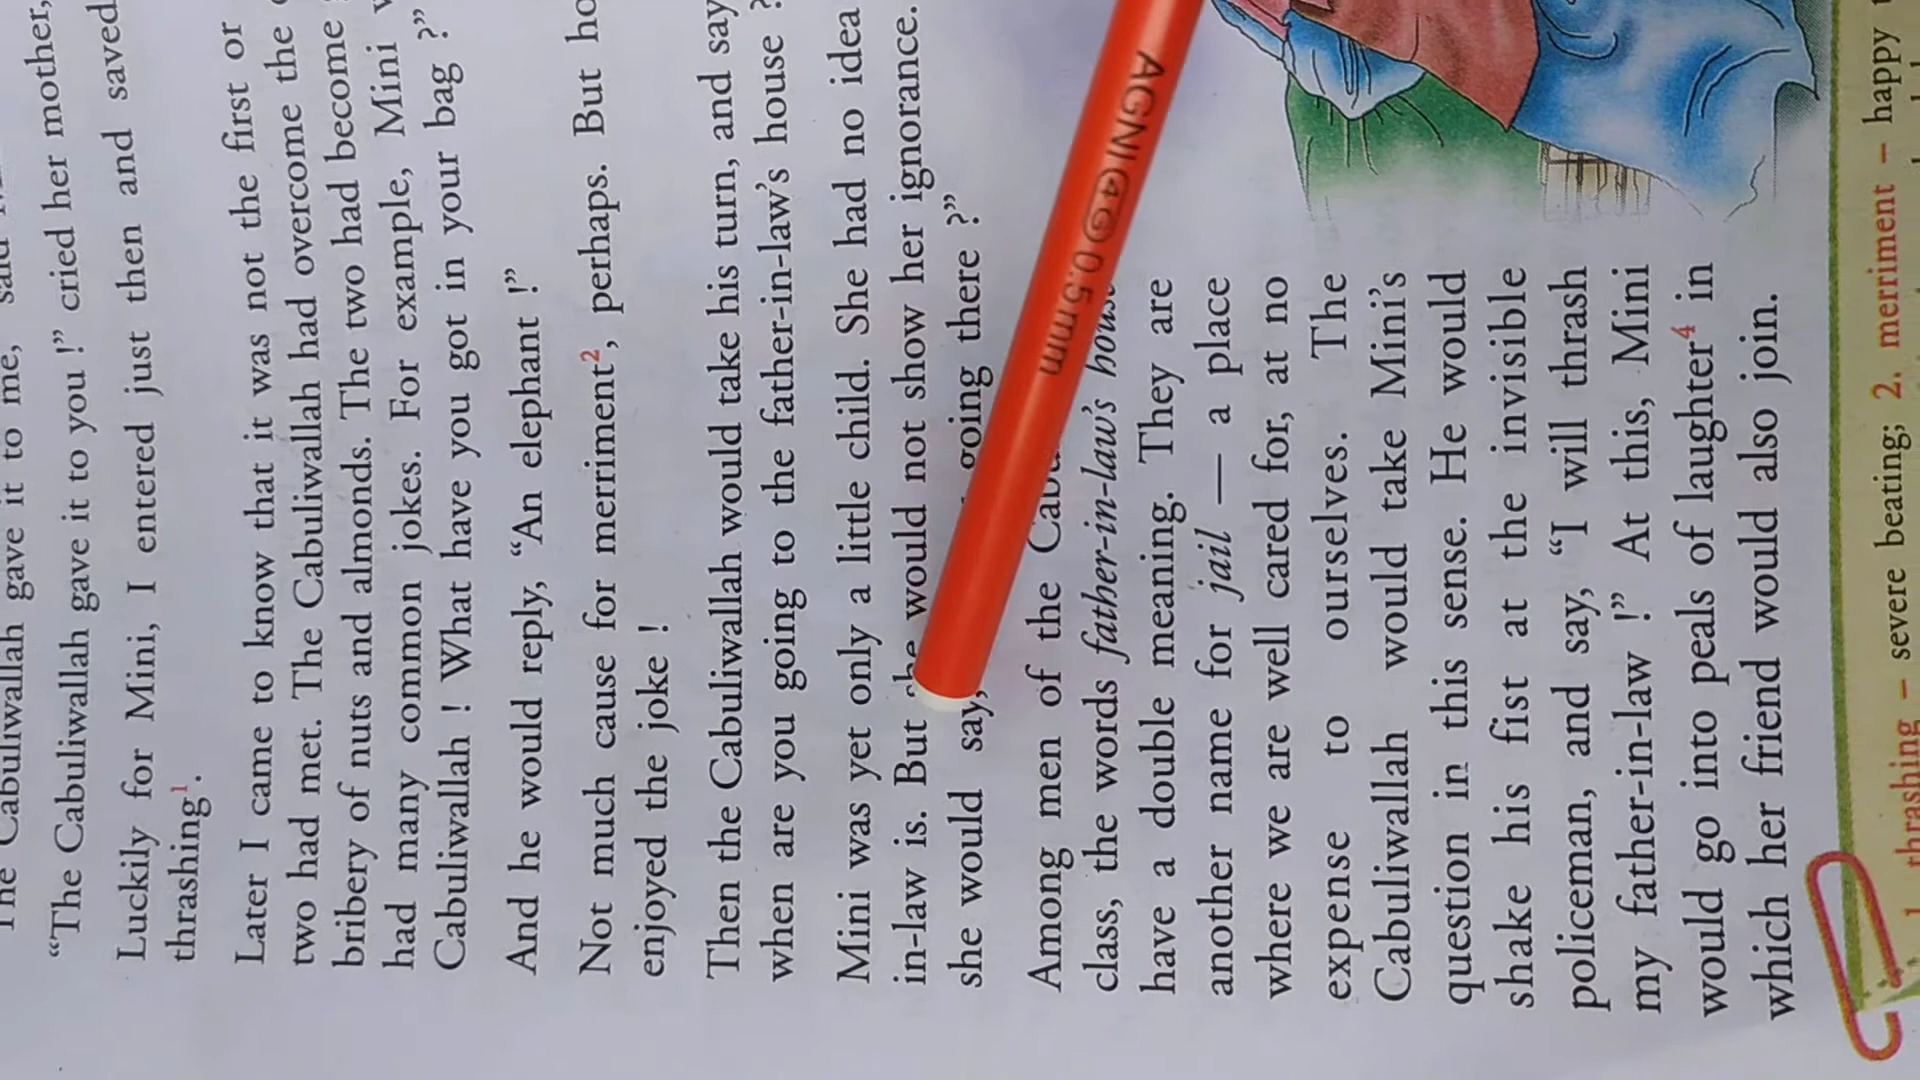 The Cabuliwallah gave it to me,
“The Cabuliwallah gave it to you !” cried her mother,
Luckily for Mini, I entered just then and saved
thrashing¹.
Later I came to know that it was not the first or
two had met. The Cabuliwallah had overcome the
bribery of nuts and almonds. The two had become
had many common jokes. For example, Mini
Cabuliwallah ! What have you got in your bag ?”
And he would reply, “An elephant !”
Not much cause for merriment², perhaps. But
enjoyed the joke !
Then the Cabuliwallah would take his turn, and say
when are you going to the father-in-law's house ?
Mini was yet only a little child. She had no idea
in-law is. But she would not show her ignorance.
she would say, going there ?”
Among men of the
class, the words father-in-law's house
have a double meaning. They are
another name for jail — a place
where we are well cared for, at no
expense to ourselves. The
Cabuliwallah would take Mini's
question in this sense. He would
shake his fist at the invisible
policeman, and say, “I will thrash
my father-in-law !” At this, Mini
would go into peals of laughter⁴ in
which her friend would also join.
thrashing – severe beating; 2. merriment – happy
AGNI 4G 0.5mm